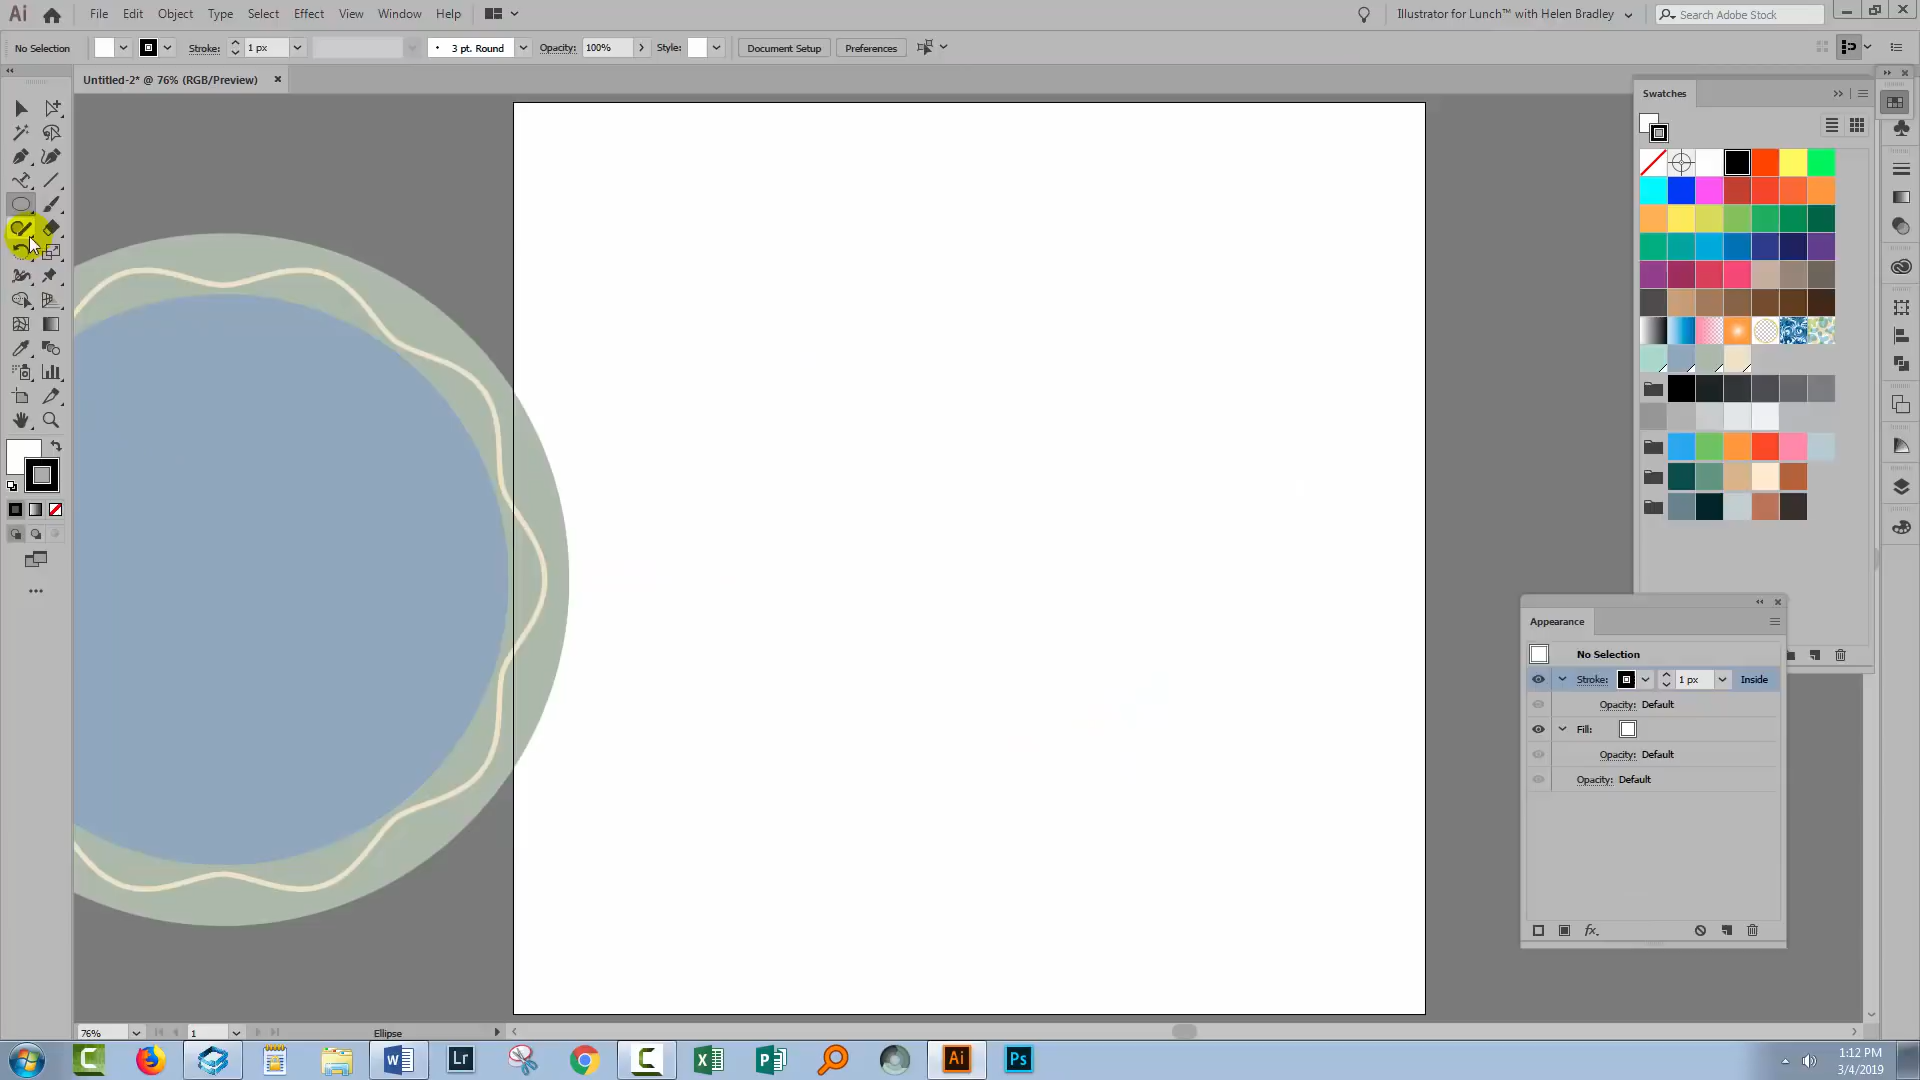 Ai File Edit Object Type Select Effect View Window Help Illustrator for Lunch™ with Helen Bradley Search Adobe Stock
No Selection Stroke: 1 px 3 pt. Round Opacity: 100% Style: Document Setup Preferences
Untitled-2* @ 76% (RGB/Preview)
Swatches
Appearance
No Selection
Stroke: 1 px Inside
Opacity: Default
Fill:
Opacity: Default
Opacity: Default
fx
76% 1 Ellipse
C W Lr C X P Ai Ps
1:12 PM
3/4/2019